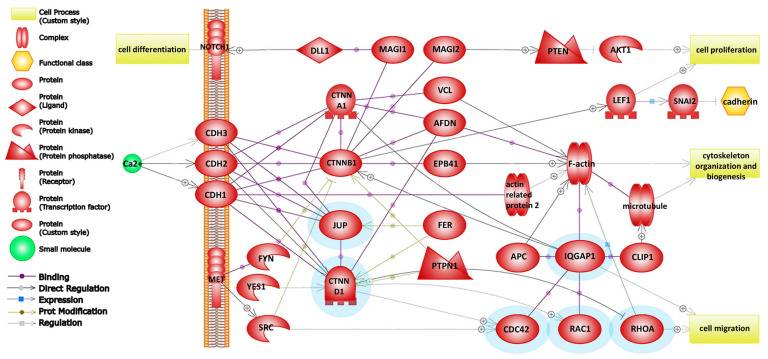 Cell Process
(Custom style)
Complex
Functional class
Protein
Protein
(Ligand)
Protein
(Protein kinase)
Protein
(Protein phosphatase)
Protein
(Receptor)
Protein
(Transcription factor)
Protein
(Custom style)
Small molecule
Binding
Direct Regulation
Expression
Prot Modification
Regulation
cell differentiation
NOTCH1
DLL1
MAGI1
MAGI2
PTEN
AKT1
cell proliferation
CTNN
A1
VCL
LEF1
SNAI2
cadherin
AFDN
CDH3
Ca2+
CDH2
CTNNB1
EPB41
F-actin
cytoskeleton
organization and
biogenesis
CDH1
actin
related
protein 2
microtubule
JUP
FER
FYN
APC
IQGAP1
CLIP1
MET
YES1
CTNN
D1
PTPN1
SRC
CDC42
RAC1
RHOA
cell migration